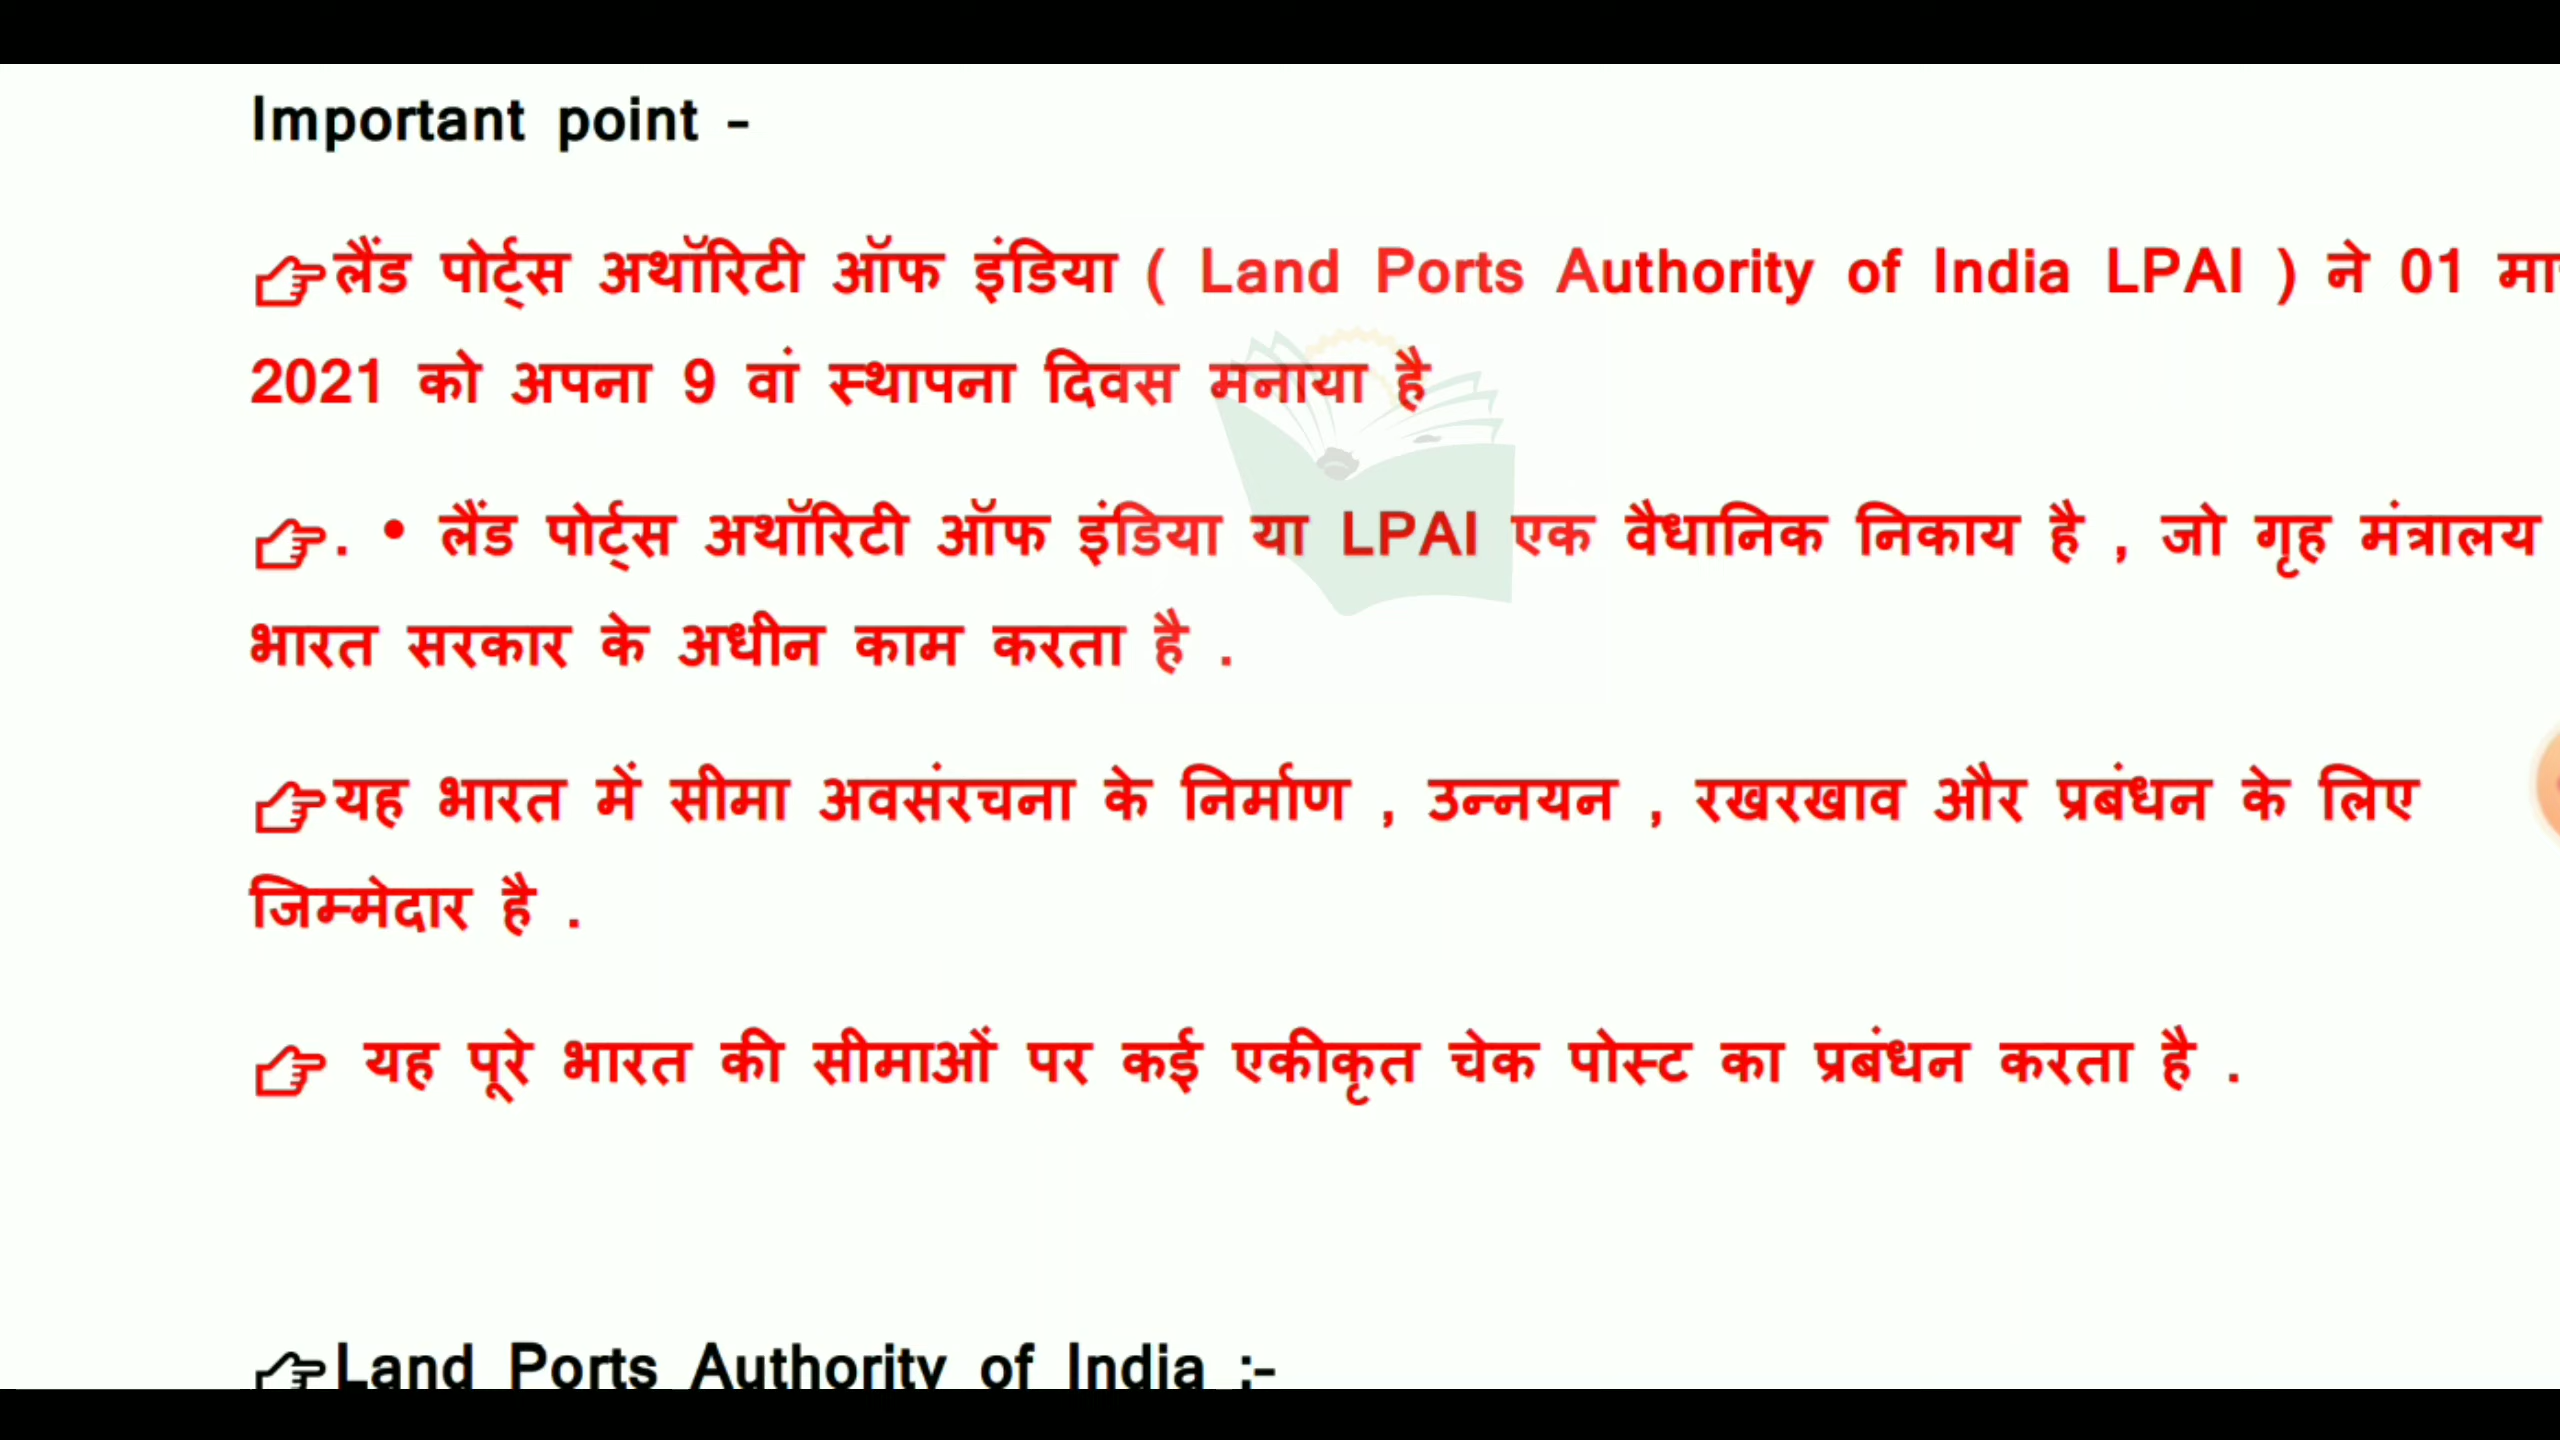 Important point -
👉लैंड पोर्ट्स अथॉरिटी ऑफ इंडिया ( Land Ports Authority of India LPAI ) ने 01
2021 को अपना 9 वां स्थापना दिवस मनाया है
👉. • लैंड पोर्ट्स अथॉरिटी ऑफ इंडिया या LPAI एक वैधानिक निकाय है , जो गृह मंत्रालय
भारत सरकार के अधीन काम करता है .
👉यह भारत में सीमा अवसंरचना के निर्माण , उन्नयन , रखरखाव और प्रबंधन के लिए
जिम्मेदार है .
👉 यह पूरे भारत की सीमाओं पर कई एकीकृत चेक पोस्ट का प्रबंधन करता है .
👉Land Ports Authority of India :-